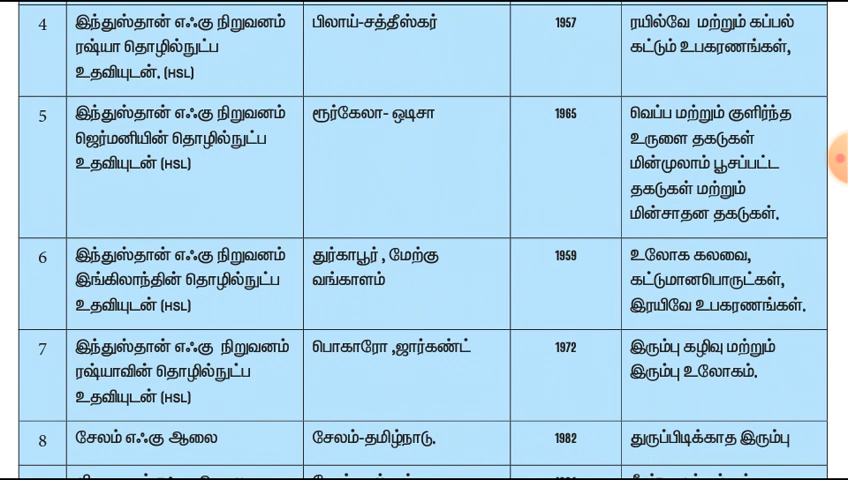 4 இந்துஸ்தான் எஃகு நிறுவனம் பிலாய்-சத்தீஸ்கர் 1957 ரயில்வே மற்றும் கப்பல்
ரஷ்யா தொழில்நுட்ப கட்டும் உபகரணங்கள்,
உதவியுடன். (HSL)
5 இந்துஸ்தான் எஃகு நிறுவனம் ரூர்கேலா- ஒடிசா 1965 வெப்ப மற்றும் குளிர்ந்த
ஜெர்மனியின் தொழில்நுட்ப உருளை தகடுகள்
உதவியுடன் (HSL) மின்முலாம் பூசப்பட்ட
தகடுகள் மற்றும்
மின்சாதன தகடுகள்.
6 இந்துஸ்தான் எஃகு நிறுவனம் துர்காபூர் , மேற்கு 1959 உலோக கலவை,
இங்கிலாந்தின் தொழில்நுட்ப வங்காளம் கட்டுமானபொருட்கள்,
உதவியுடன் (HSL) இரயிவே உபகரணங்கள்.
7 இந்துஸ்தான் எஃகு நிறுவனம் பொகாரோ ,ஜார்கண்ட் 1972 இரும்பு கழிவு மற்றும்
ரஷ்யாவின் தொழில்நுட்ப இரும்பு உலோகம்.
உதவியுடன் (HSL)
8 சேலம் எஃகு ஆலை சேலம்-தமிழ்நாடு. 1982 துருப்பிடிக்காத இரும்பு